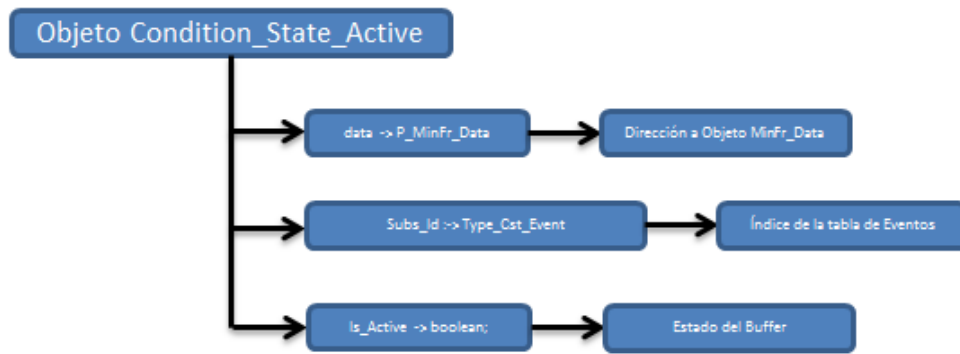 Objeto Condition_State_Active
data -> P_MinFr_Data
Dirección a Objeto MinFr_Data
Subs_Id :-> Type_Cst_Event
Índice de la tabla de Eventos
Is_Active -> boolean;
Estado del Buffer